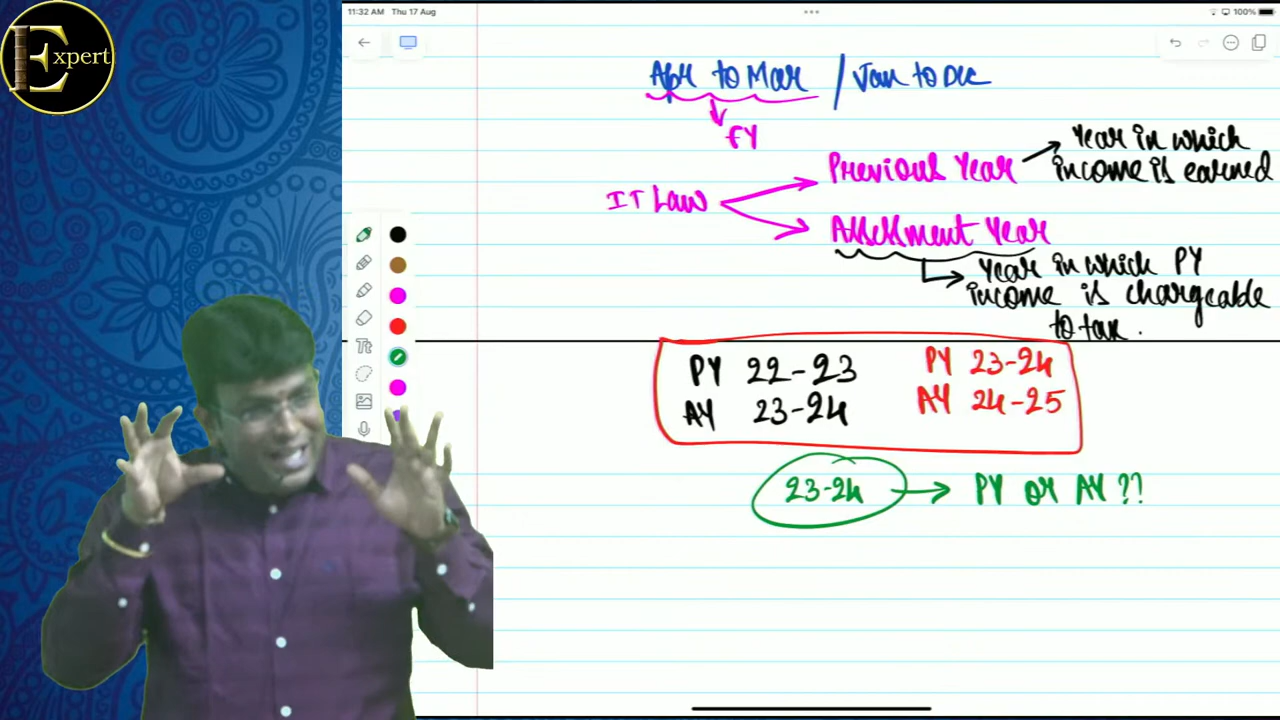 Expert
11:32 AM Thu 17 Aug
100%
Apr to Mar / Jan to Dec
FY
IT Law
Previous Year
Year in which
income is earned
Assessment Year
Year in which PY
income is chargeable
to tax.
Tt
PY 22-23
AY 23-24
PY 23-24
AY 24-25
23-24
PY or AY ??